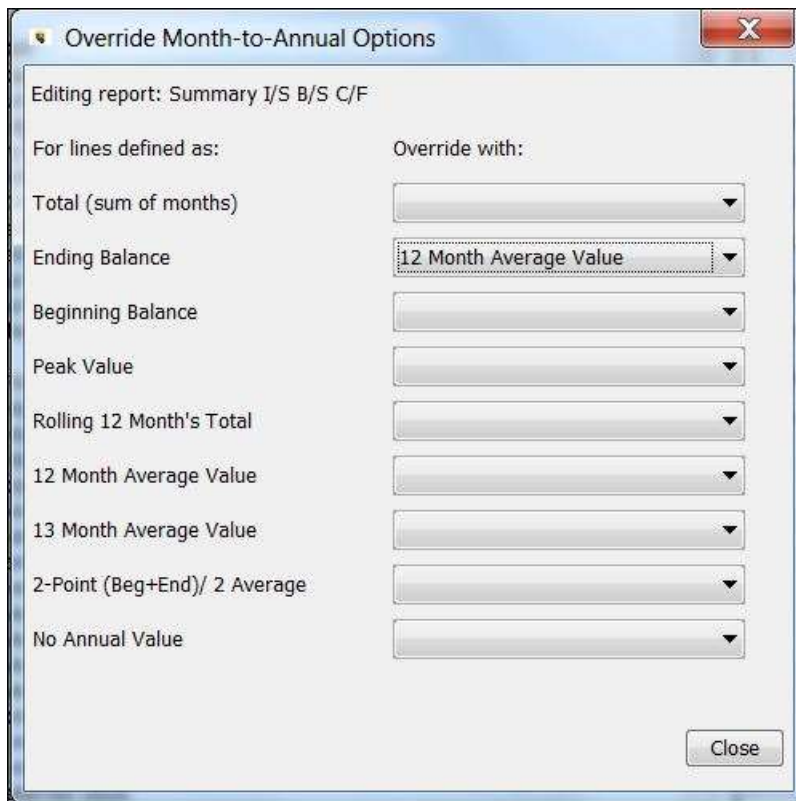 Override Month-to-Annual Options
Editing report: Summary I/S B/S C/F
For lines defined as: Override with:
Total (sum of months)
Ending Balance 12 Month Average Value
Beginning Balance
Peak Value
Rolling 12 Month's Total
12 Month Average Value
13 Month Average Value
2-Point (Beg+End)/ 2 Average
No Annual Value
Close